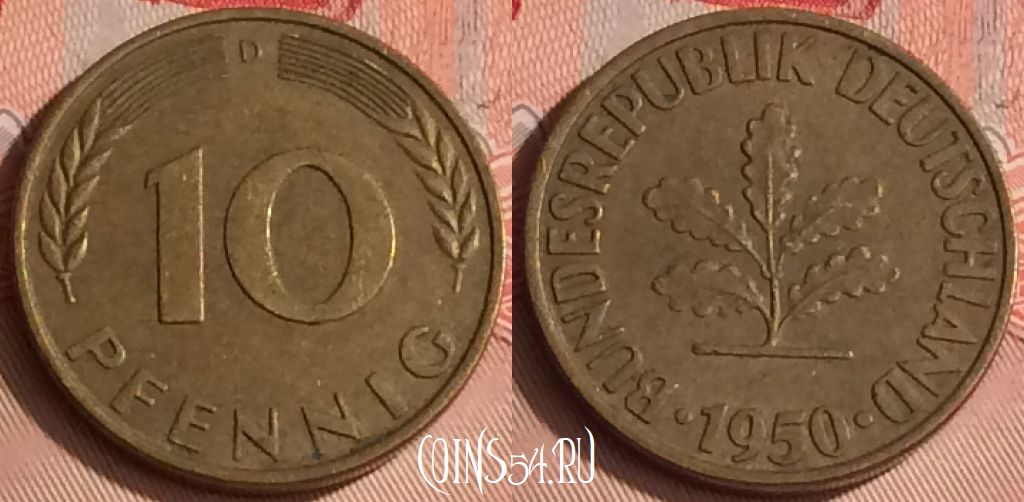 D
10
PFENNIG
BUNDESREPUBLIK DEUTSCHLAND
· 1950 ·
COINS54.RU